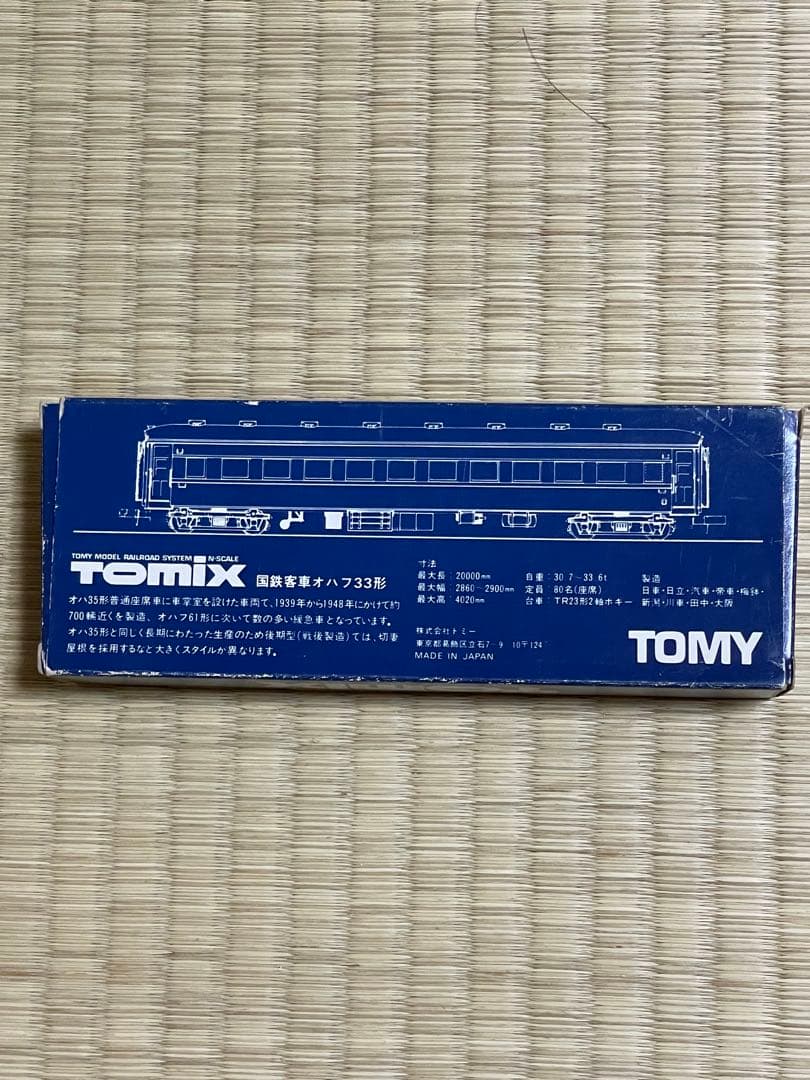 TOMY MODEL RAILROAD SYSTEM N-SCALE
TOMIX 国鉄客車オハフ33形
オハ35形普通座席車に車掌室を設けた車両で、1939年から1948年にかけて約
700輌近くを製造、オハフ61形に次いて数の多い緩急車となっています。
オハ35形と同じく長期にわたった生産のため後期型(戦後製造)では、切妻
屋根を採用するなと大きくスタイルか異なります。
寸法
最大長:20000mm
最大幅:2860~2900mm
最大高:4020mm
自重:30.7~33.6t
定員:80名(座席)
台車:TR23形2軸ホギー
製造
日車・日立・汽車・帝車・梅鉢・
新潟・川車・田中・大阪
株式会社トミー
東京都葛飾区立石7-9-10〒124
MADE IN JAPAN
TOMY